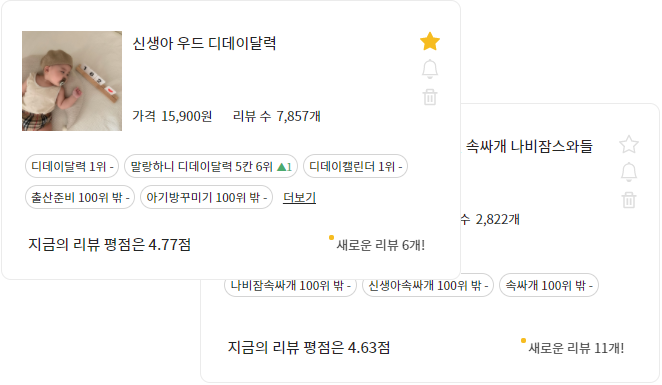 신생아 우드 디데이달력
가격 15,900원 리뷰 수 7,857개
디데이달력 1위 - 말랑하니 디데이달력 5칸 6위 ▲1 디데이캘린더 1위 -
출산준비 100위 밖 - 아기방꾸미기 100위 밖 - 더보기
지금의 리뷰 평점은 4.77점 새로운 리뷰 6개!
속싸개 나비잠스와들
수 2,822개
나비잠속싸개 100위 밖 - 신생아속싸개 100위 밖 - 속싸개 100위 밖 -
지금의 리뷰 평점은 4.63점 새로운 리뷰 11개!